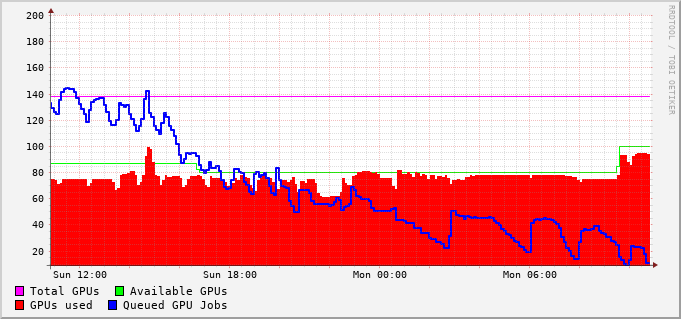 200
180
160
140
120
100
80
60
40
20
Sun 12:00 Sun 18:00 Mon 00:00 Mon 06:00
Total GPUs Available GPUs
GPUs used Queued GPU Jobs
RRDTOOL / TOBI OETIKER